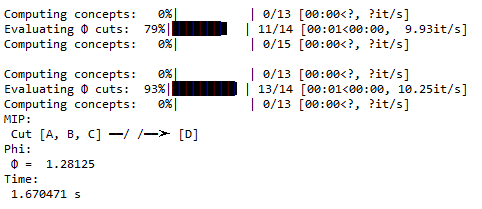 Computing concepts:   0%|          | 0/13 [00:00<?, ?it/s]
Evaluating Φ cuts:  79%|███████▊  | 11/14 [00:01<00:00,  9.93it/s]
Computing concepts:   0%|          | 0/15 [00:00<?, ?it/s]
Computing concepts:   0%|          | 0/13 [00:00<?, ?it/s]
Evaluating Φ cuts:  93%|█████████▎| 13/14 [00:01<00:00, 10.25it/s]
Computing concepts:   0%|          | 0/13 [00:00<?, ?it/s]
MIP:
 Cut [A, B, C] ━━/ /━━➤ [D]
Phi:
 Φ =  1.28125
Time:
 1.670471 s